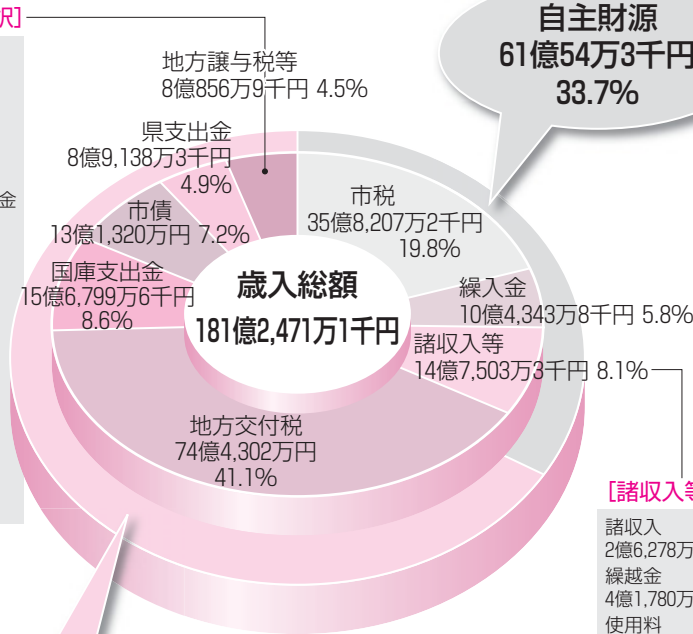 訳]
金
自主財源
61億54万3千円
33.7%
地方譲与税等
8億856万9千円 4.5%
県支出金
8億9,138万3千円
4.9%
市債
13億1,320万円 7.2%
国庫支出金
15億6,799万6千円
8.6%
歳入総額
181億2,471万1千円
市税
35億8,207万2千円
19.8%
繰入金
10億4,343万8千円 5.8%
諸収入等
14億7,503万3千円 8.1%
地方交付税
74億4,302万円
41.1%
[諸収入等
諸収入
2億6,278万
繰越金
4億1,780万
使用料